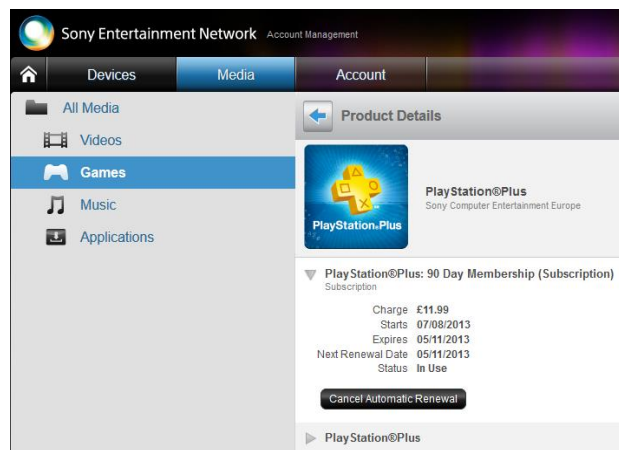 Sony Entertainment Network Account Management
Devices Media Account
All Media
Videos
Games
Music
Applications
Product Details
PlayStation®Plus
Sony Computer Entertainment Europe
PlayStation®Plus
PlayStation®Plus: 90 Day Membership (Subscription)
Subscription
Charge £11.99
Starts 07/08/2013
Expires 05/11/2013
Next Renewal Date 05/11/2013
Status In Use
Cancel Automatic Renewal
PlayStation®Plus